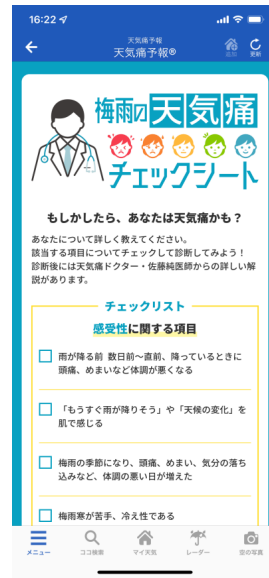 16:22
天気痛予報
天気痛予報®
追加
更新
梅雨の天気痛
チェックシート
もしかしたら、あなたは天気痛かも？
あなたについて詳しく教えてください。
該当する項目についてチェックして診断してみよう！
診断後には天気痛ドクター・佐藤純医師からの詳しい解
説があります。
チェックリスト
感受性に関する項目
雨が降る前 数日前〜直前、降っているときに
頭痛、めまいなど体調が悪くなる
「もうすぐ雨が降りそう」や「天候の変化」を
肌で感じる
梅雨の季節になり、頭痛、めまい、気分の落ち
込みなど、体調の悪い日が増えた
梅雨寒が苦手、冷え性である
メニュー
ココ検索
マイ天気
レーダー
空の写真